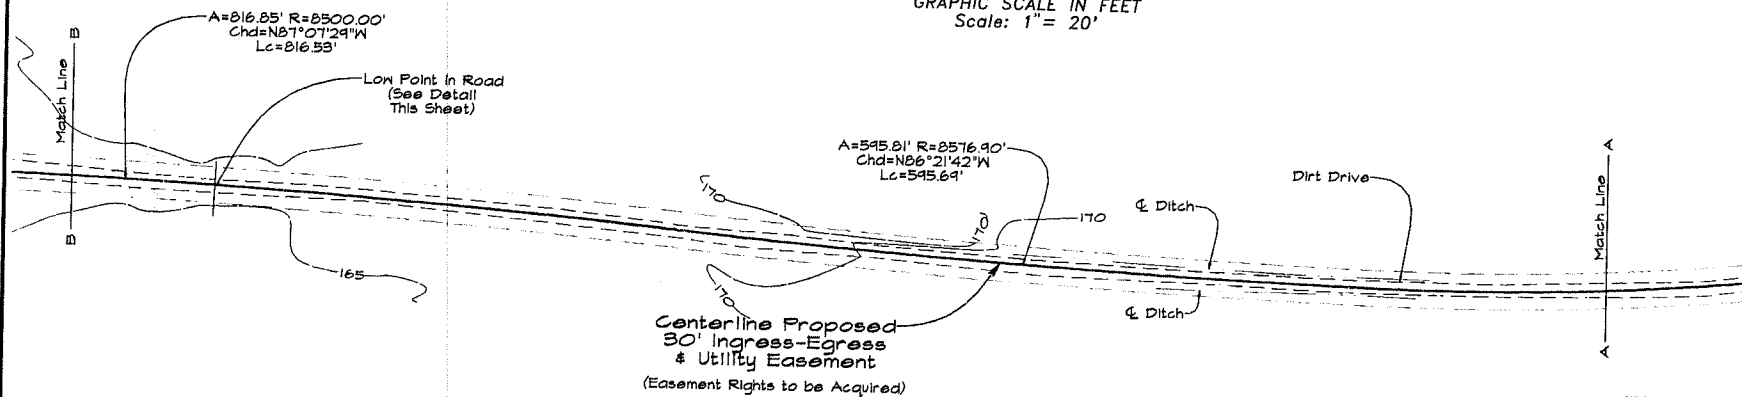 GRAPHIC SCALE IN FEET
Scale: 1"= 20'
A=816.85' R=8500.00'
Chd=N87°07'29"W
Lc=816.53'
B
Match Line
B
Low Point in Road
(See Detail
This Sheet)
165
170
170
170
170
A=595.81' R=8576.90'
Chd=N86°21'42"W
Lc=595.69'
Centerline Proposed
30' Ingress-Egress
& Utility Easement
(Easement Rights to be Acquired)
℄ Ditch
℄ Ditch
Dirt Drive
A
Match Line
A